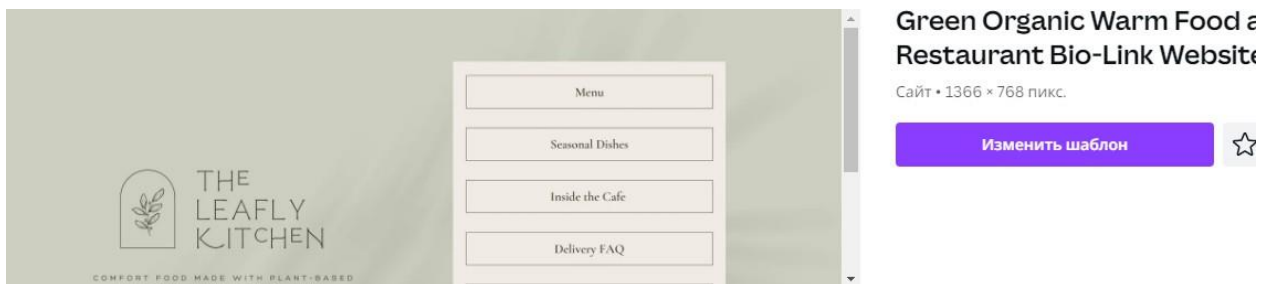 Menu
Seasonal Dishes
Inside the Cafe
Delivery FAQ
THE
LEAFLY
KITCHEN
COMFORT FOOD MADE WITH PLANT-BASED
Green Organic Warm Food a
Restaurant Bio-Link Website
Сайт • 1366 × 768 пикс.
Изменить шаблон